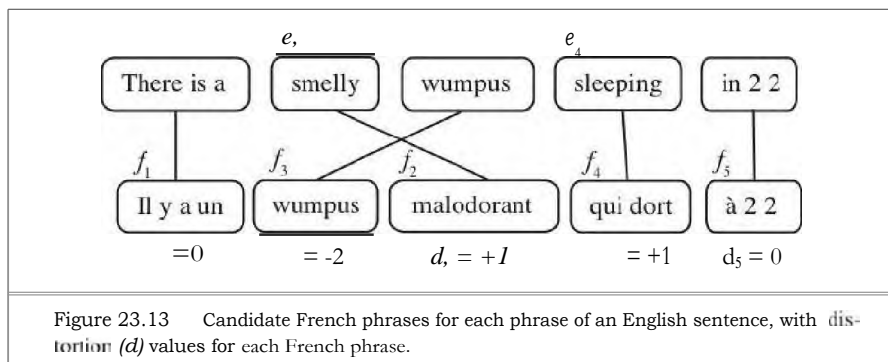 e,
e4
There is a
smelly
wumpus
sleeping
in 2 2
f1
f3
f2
f4
f5
Il y a un
wumpus
malodorant
qui dort
à 2 2
=0
= -2
d, = +1
= +1
d5 = 0
Figure 23.13 Candidate French phrases for each phrase of an English sentence, with dis-
tortion (d) values for each French phrase.